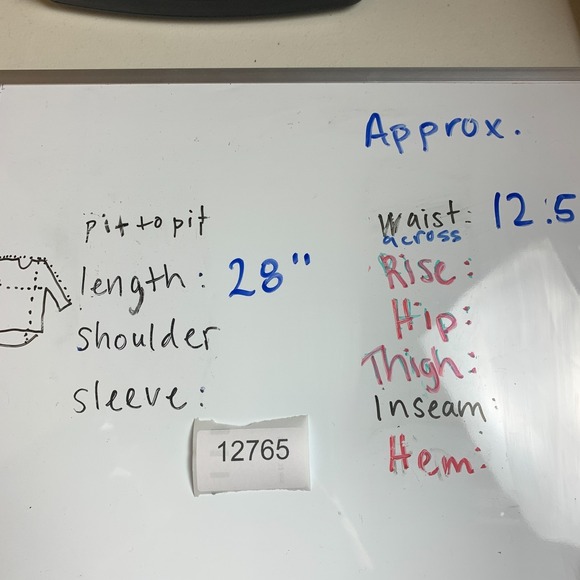 Approx.
pit to pit
length: 28"
shoulder
sleeve:
12765
Waist: 12.5
across
Rise:
Hip:
Thigh:
Inseam:
Hem: